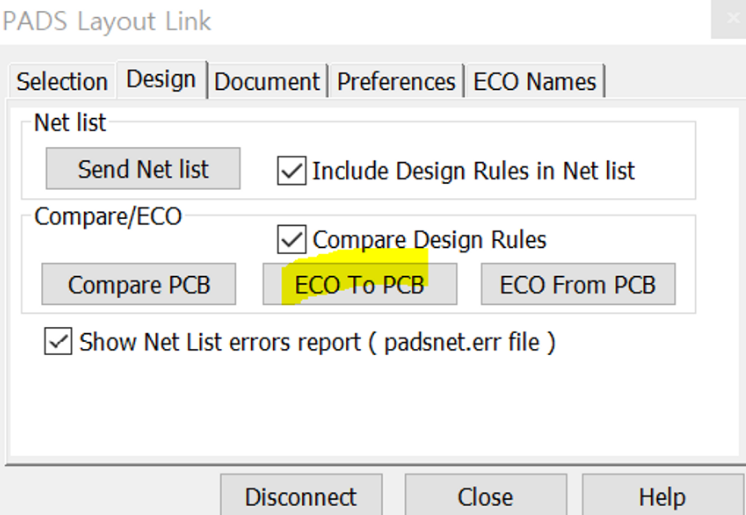 PADS Layout Link
Selection Design Document Preferences ECO Names
Net list
Send Net list Include Design Rules in Net list
Compare/ECO
Compare Design Rules
Compare PCB ECO To PCB ECO From PCB
Show Net List errors report ( padsnet.err file )
Disconnect Close Help